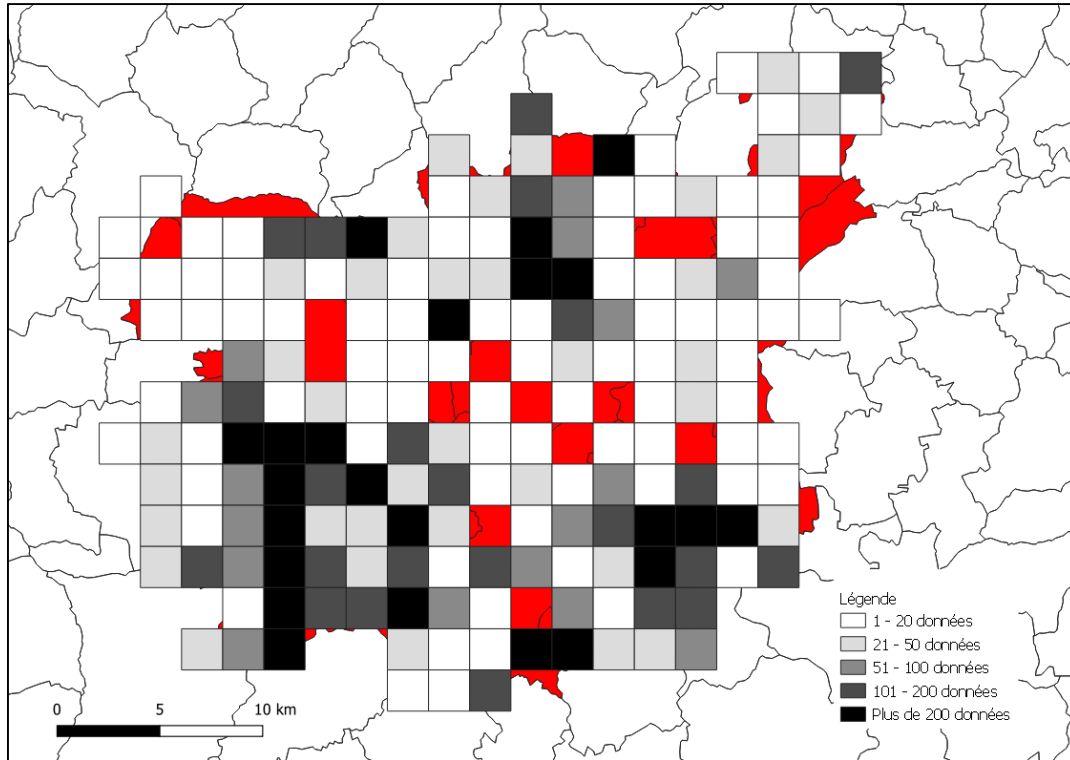 Légende
1 - 20 données
21 - 50 données
51 - 100 données
101 - 200 données
Plus de 200 données
0 5 10 km